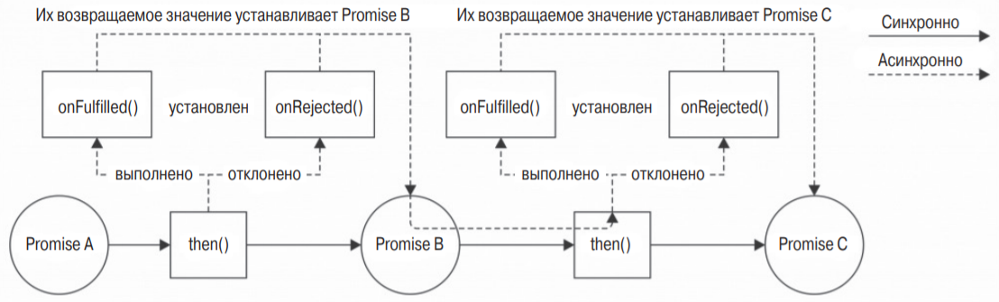 Их возвращаемое значение устанавливает Promise B
Их возвращаемое значение устанавливает Promise C
Синхронно
Асинхронно
onFulfilled() установлен onRejected()
onFulfilled() установлен onRejected()
выполнено отклонено
выполнено отклонено
Promise A then() Promise B then() Promise C